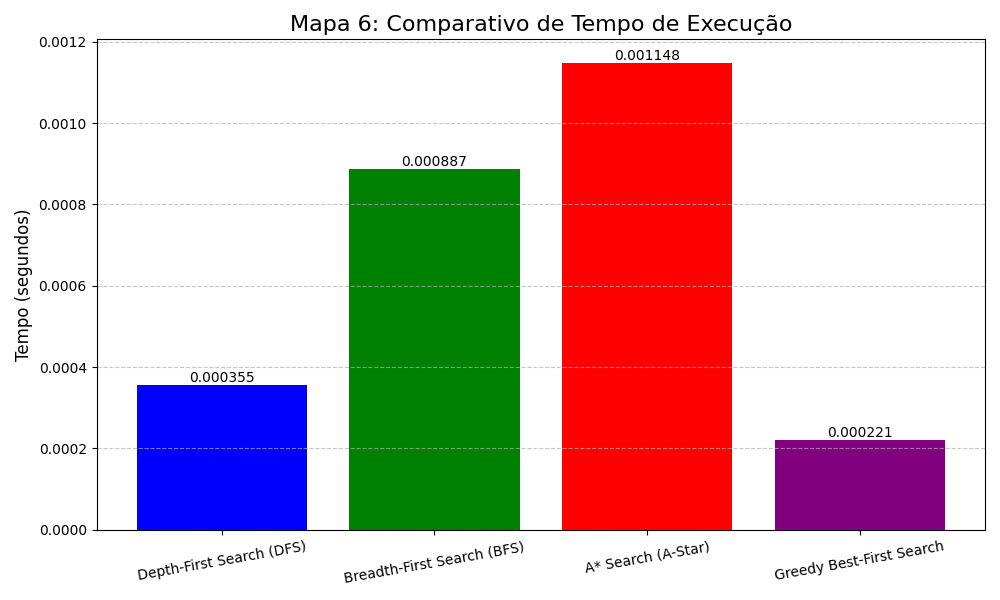 Mapa 6: Comparativo de Tempo de Execução
Tempo (segundos)
0.0012
0.0010
0.0008
0.0006
0.0004
0.0002
0.0000
0.000355
0.000887
0.001148
0.000221
Depth-First Search (DFS)
Breadth-First Search (BFS)
A* Search (A-Star)
Greedy Best-First Search